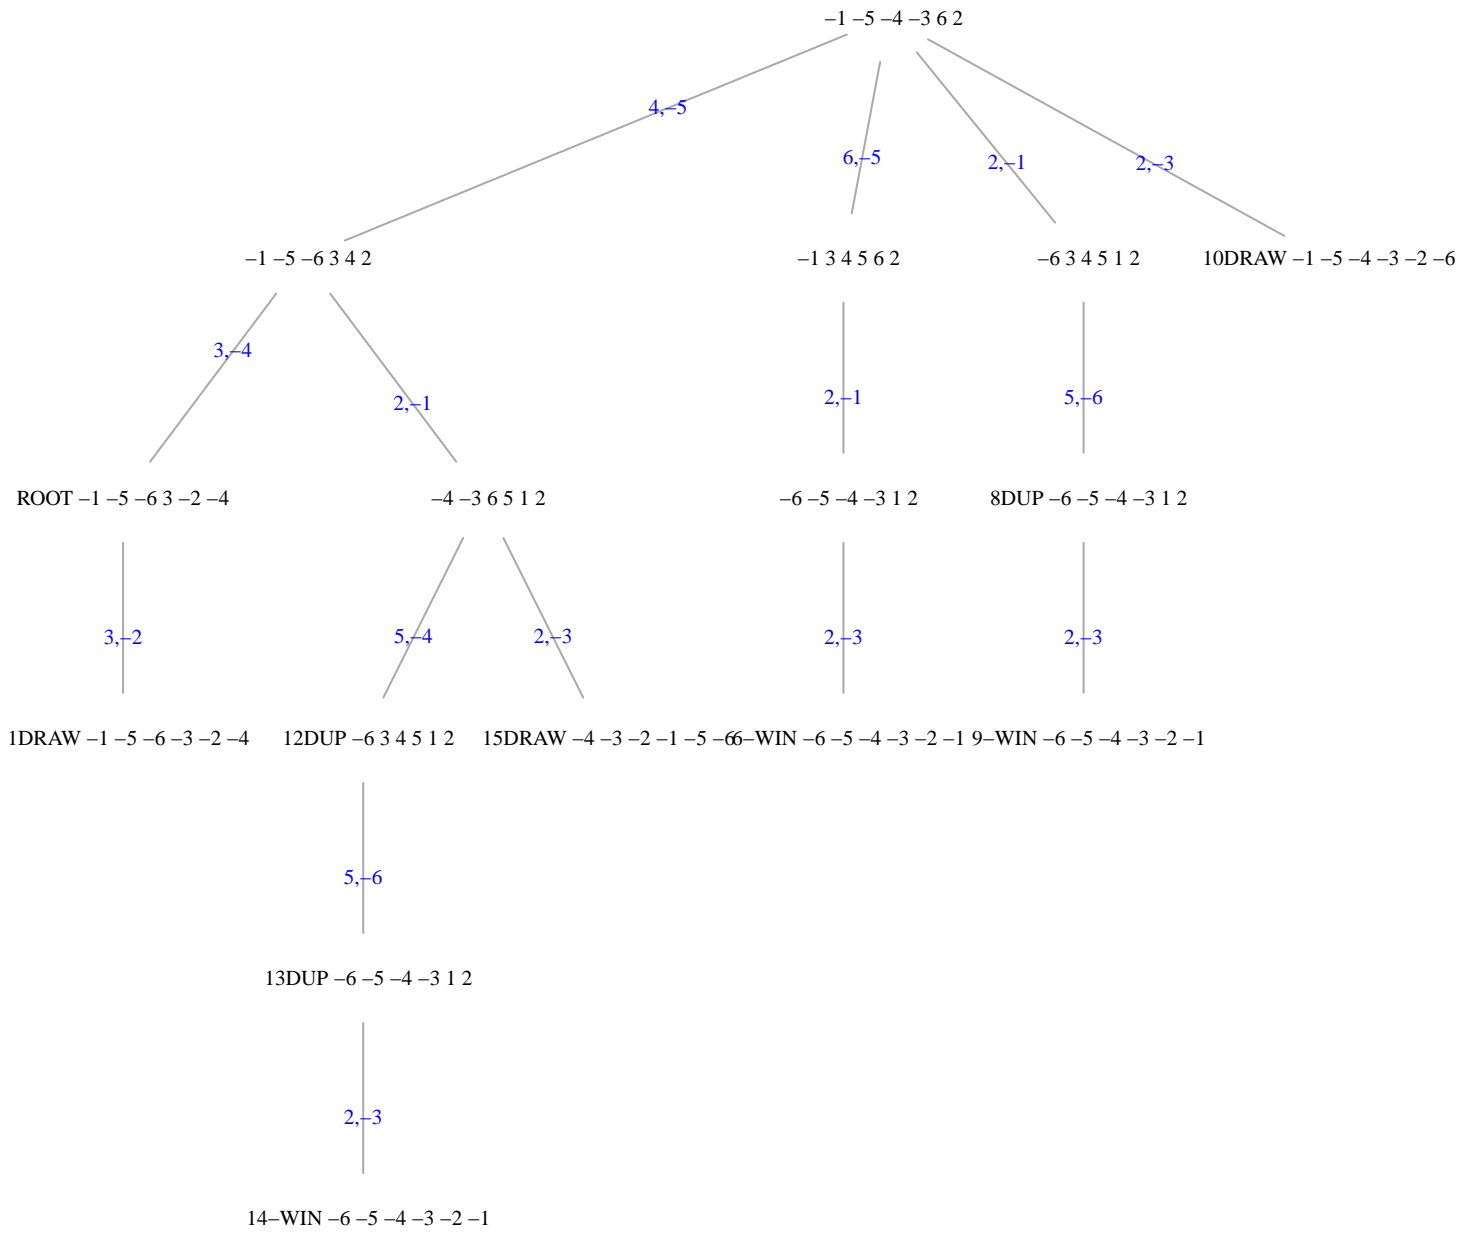 –1 –5 –4 –3 6 2
4,–5
6,–5
2,–1
2,–3
–1 –5 –6 3 4 2
–1 3 4 5 6 2
–6 3 4 5 1 2
10DRAW –1 –5 –4 –3 –2 –6
3,–4
2,–1
2,–1
5,–6
ROOT –1 –5 –6 3 –2 –4
–4 –3 6 5 1 2
–6 –5 –4 –3 1 2
8DUP –6 –5 –4 –3 1 2
3,–2
5,–4
2,–3
2,–3
2,–3
1DRAW –1 –5 –6 –3 –2 –4
12DUP –6 3 4 5 1 2
15DRAW –4 –3 –2 –1 –5 –6
6–WIN –6 –5 –4 –3 –2 –1
9–WIN –6 –5 –4 –3 –2 –1
5,–6
13DUP –6 –5 –4 –3 1 2
2,–3
14–WIN –6 –5 –4 –3 –2 –1